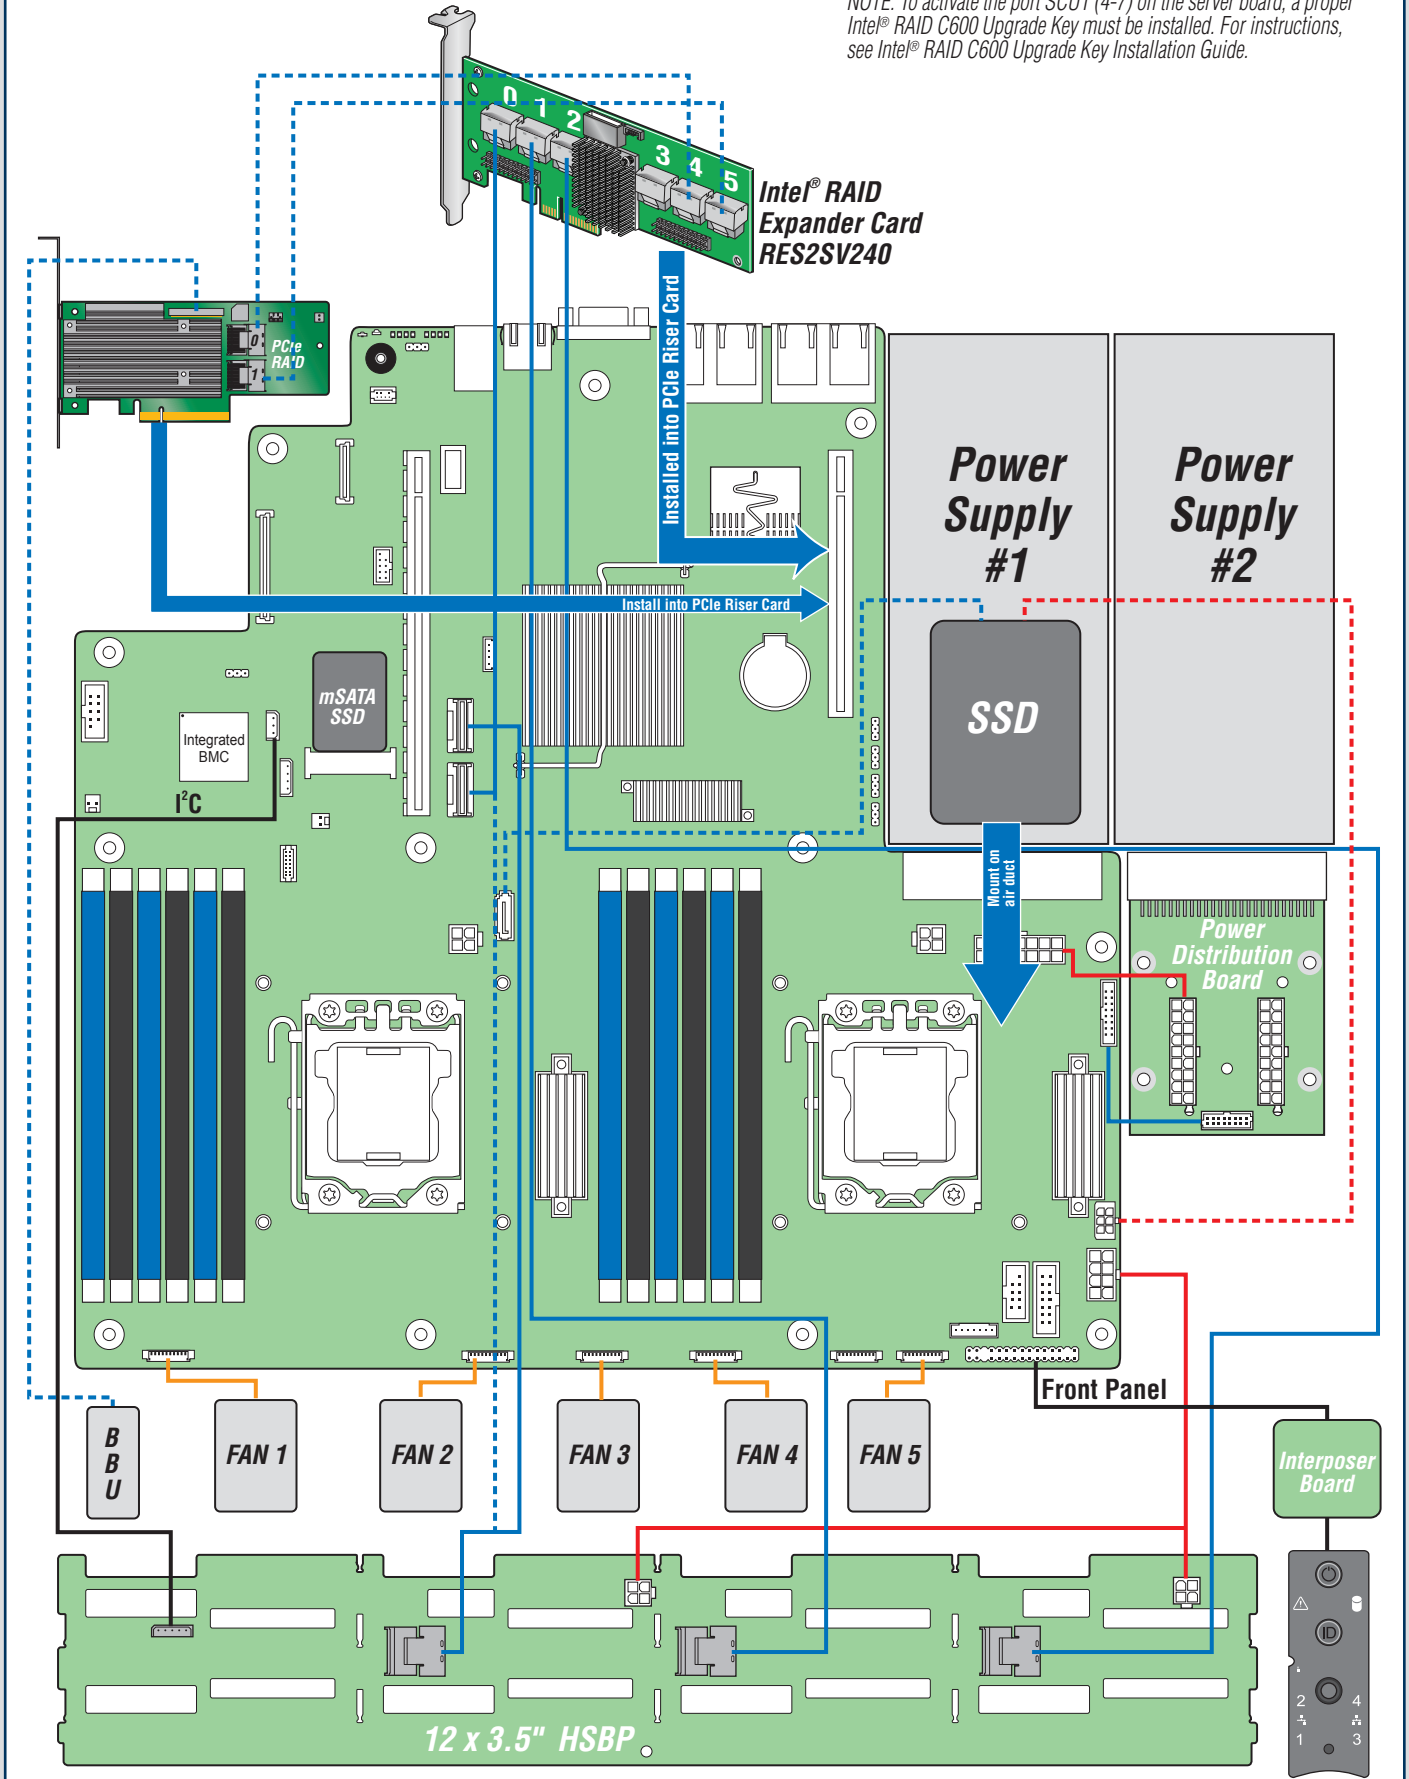 NOTE: To activate the port SCU1 (4-7) on the server board, a proper
Intel® RAID C600 Upgrade Key must be installed. For instructions,
see Intel® RAID C600 Upgrade Key Installation Guide.
0
1
2
3
4
5
Intel® RAID
Expander Card
RES2SV240
0
1
PCIe
RAID
Installed into PCIe Riser Card
Install into PCIe Riser Card
Power
Supply
#1
Power
Supply
#2
SSD
mSATA
SSD
Integrated
BMC
I²C
Mount on
air duct
Power
Distribution
Board
Front Panel
B
B
U
FAN 1
FAN 2
FAN 3
FAN 4
FAN 5
Interposer
Board
ID
2
4
1
3
12 x 3.5" HSBP